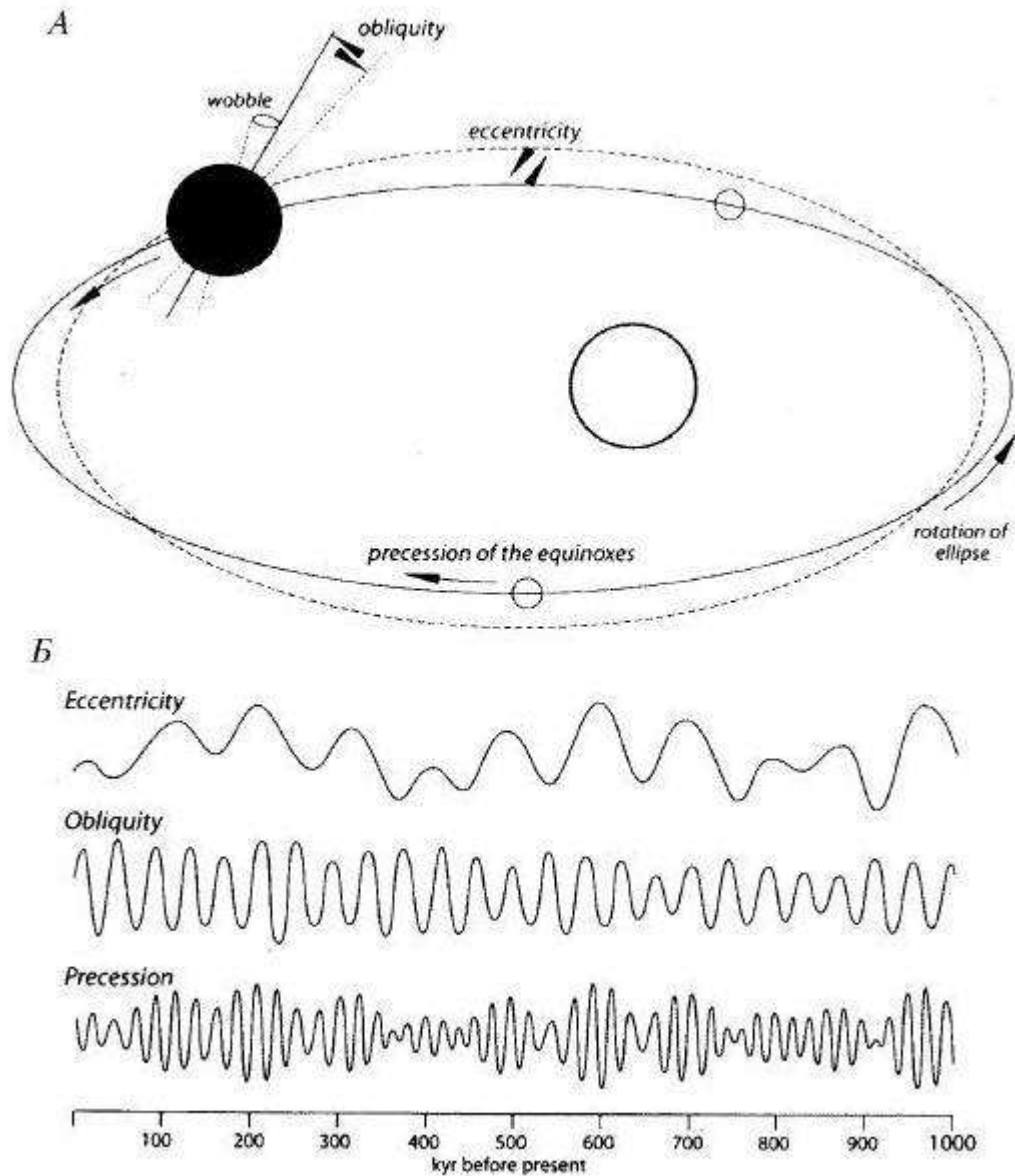 А
obliquity
wobble
eccentricity
precession of the equinoxes
rotation of
ellipse
Б
Eccentricity
Obliquity
Precession
100 200 300 400 500 600 700 800 900 1000
kyr before present